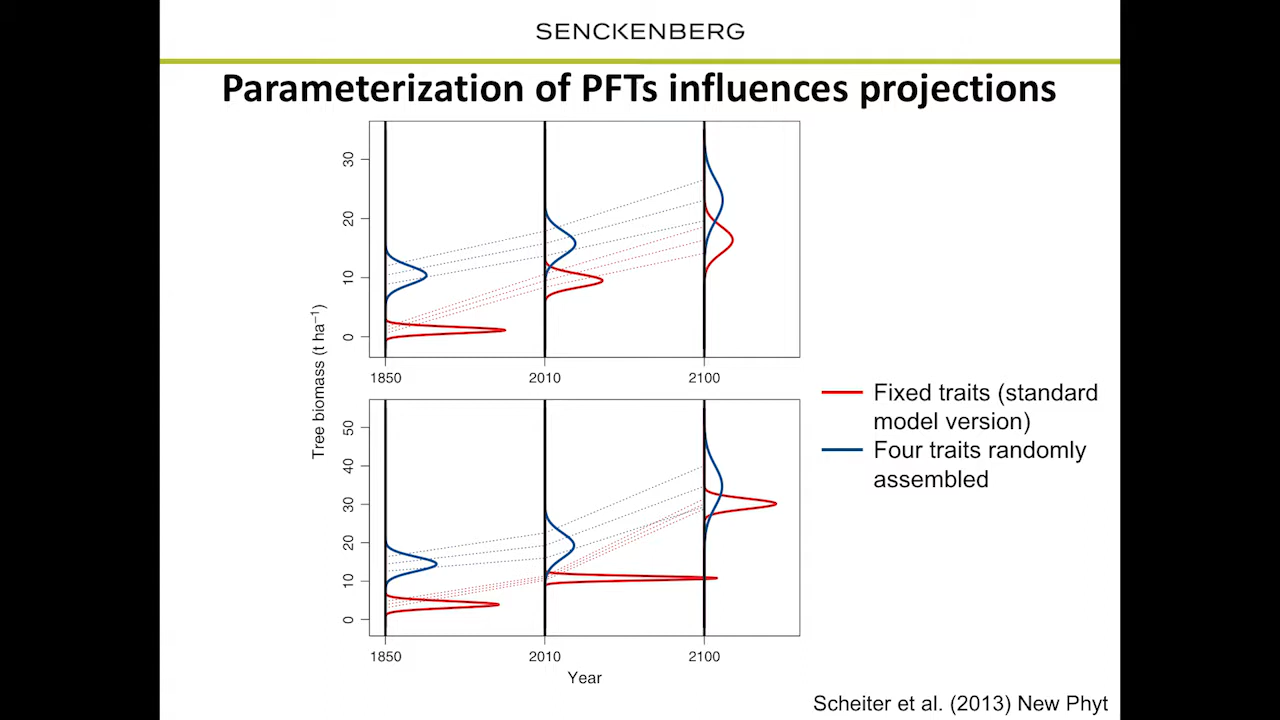 SENCKENBERG
Parameterization of PFTs influences projections
30
20
10
0
1850 2010 2100
Tree biomass (t ha⁻¹)
50
40
30
20
10
0
1850 2010 2100
Year
Fixed traits (standard
model version)
Four traits randomly
assembled
Scheiter et al. (2013) New Phyt